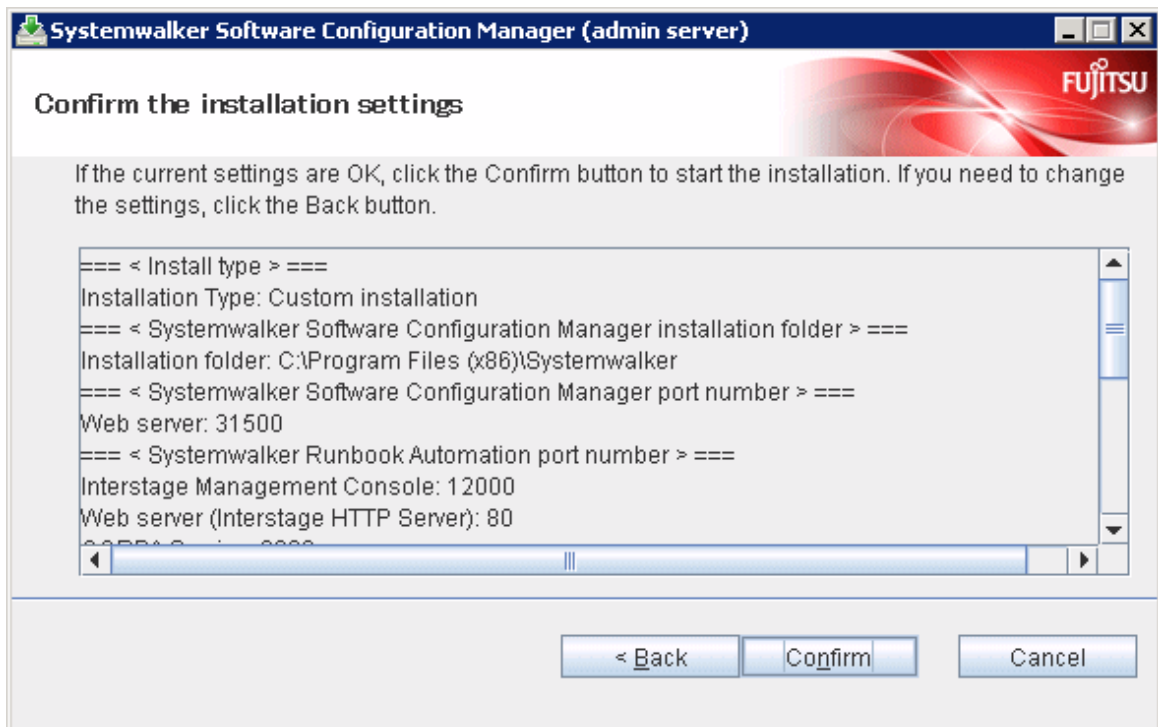 Systemwalker Software Configuration Manager (admin server)
FUJITSU
Confirm the installation settings
If the current settings are OK, click the Confirm button to start the installation. If you need to change
the settings, click the Back button.
=== < Install type > ===
Installation Type: Custom installation
=== < Systemwalker Software Configuration Manager installation folder > ===
Installation folder: C:\Program Files (x86)\Systemwalker
=== < Systemwalker Software Configuration Manager port number > ===
Web server: 31500
=== < Systemwalker Runbook Automation port number > ===
Interstage Management Console: 12000
Web server (Interstage HTTP Server): 80
< Back
Confirm
Cancel